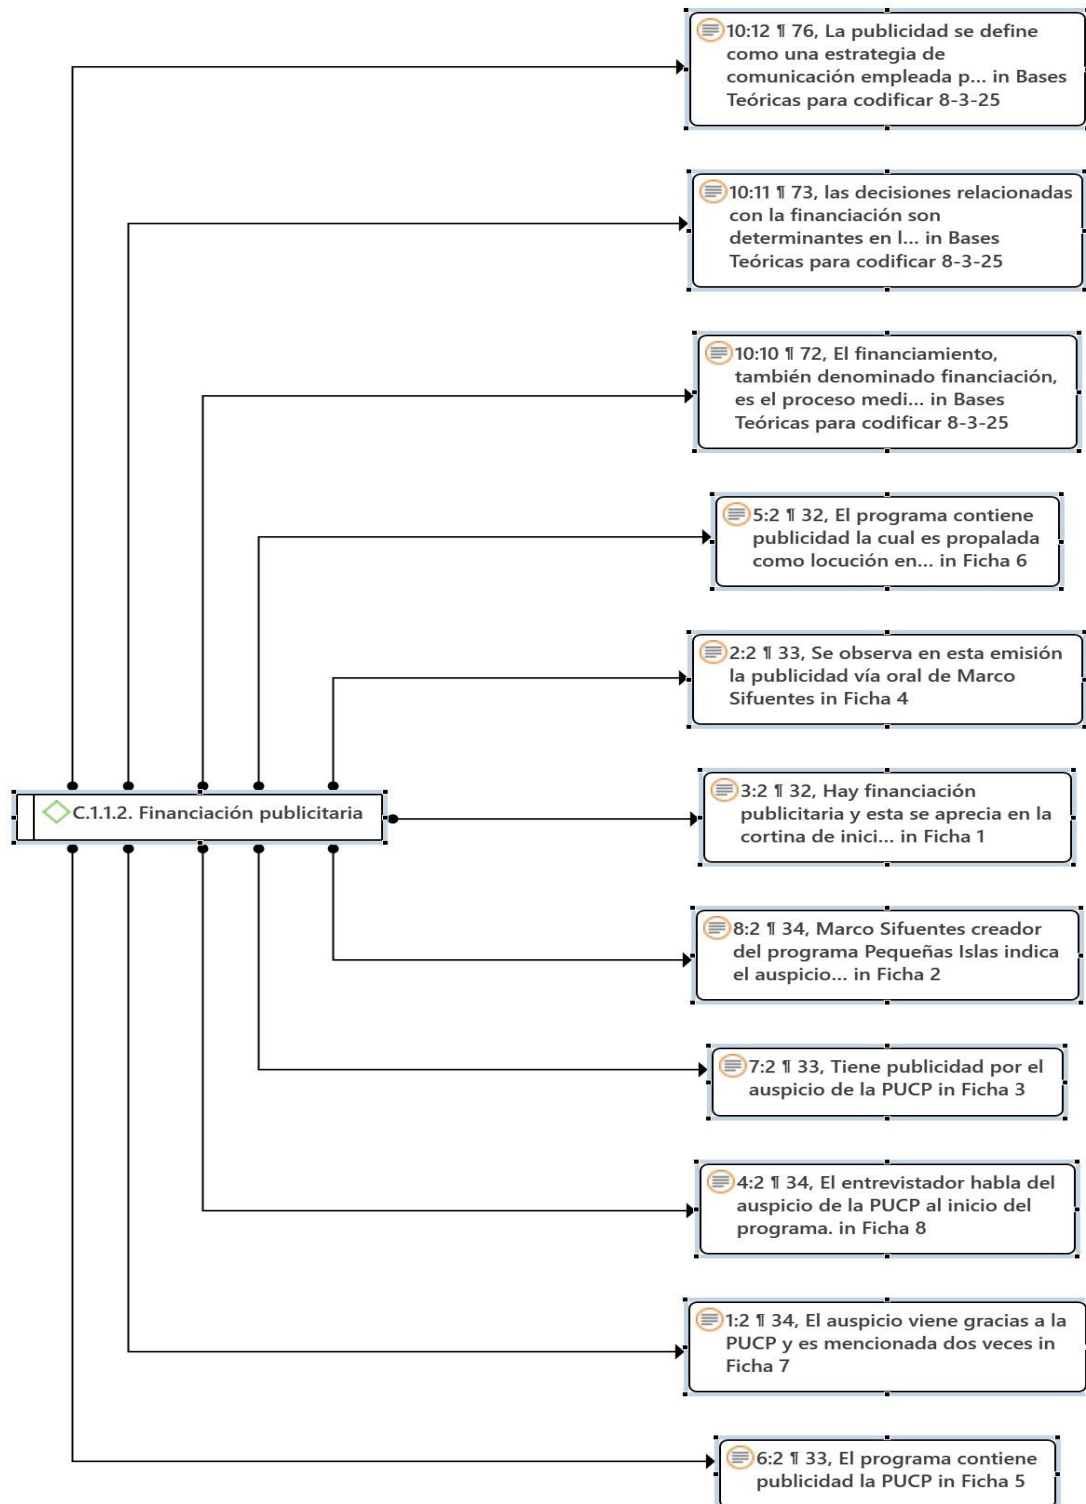 10:12 ¶ 76, La publicidad se define
como una estrategia de
comunicación empleada p... in Bases
Teóricas para codificar 8-3-25
10:11 ¶ 73, las decisiones relacionadas
con la financiación son
determinantes en l... in Bases
Teóricas para codificar 8-3-25
10:10 ¶ 72, El financiamiento,
también denominado financiación,
es el proceso medi... in Bases
Teóricas para codificar 8-3-25
5:2 ¶ 32, El programa contiene
publicidad la cual es propalada
como locución en... in Ficha 6
2:2 ¶ 33, Se observa en esta emisión
la publicidad vía oral de Marco
Sifuentes in Ficha 4
C.1.1.2. Financiación publicitaria
3:2 ¶ 32, Hay financiación
publicitaria y esta se aprecia en la
cortina de inici... in Ficha 1
8:2 ¶ 34, Marco Sifuentes creador
del programa Pequeñas Islas indica
el auspicio... in Ficha 2
7:2 ¶ 33, Tiene publicidad por el
auspicio de la PUCP in Ficha 3
4:2 ¶ 34, El entrevistador habla del
auspicio de la PUCP al inicio del
programa. in Ficha 8
1:2 ¶ 34, El auspicio viene gracias a la
PUCP y es mencionada dos veces in
Ficha 7
6:2 ¶ 33, El programa contiene
publicidad la PUCP in Ficha 5